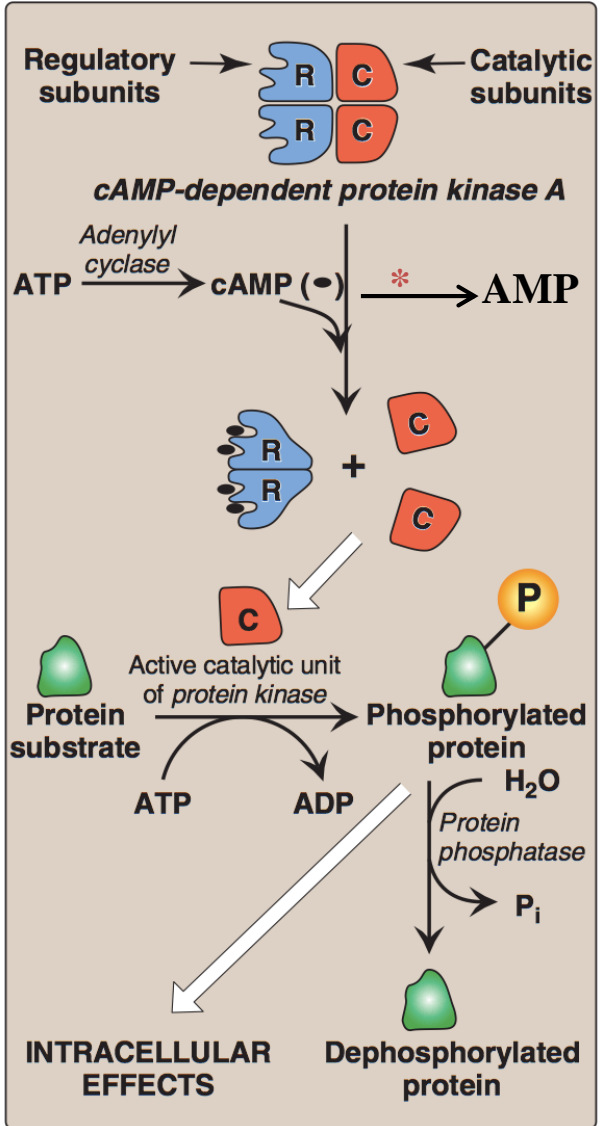 Regulatory
subunits
R
C
R
C
Catalytic
subunits
cAMP-dependent protein kinase A
Adenylyl
cyclase
ATP
cAMP ( )
*
AMP
R
R
+
C
C
C
P
Active catalytic unit
of protein kinase
Protein
substrate
Phosphorylated
protein
ATP
ADP
H₂O
Protein
phosphatase
Pᵢ
INTRACELLULAR
EFFECTS
Dephosphorylated
protein